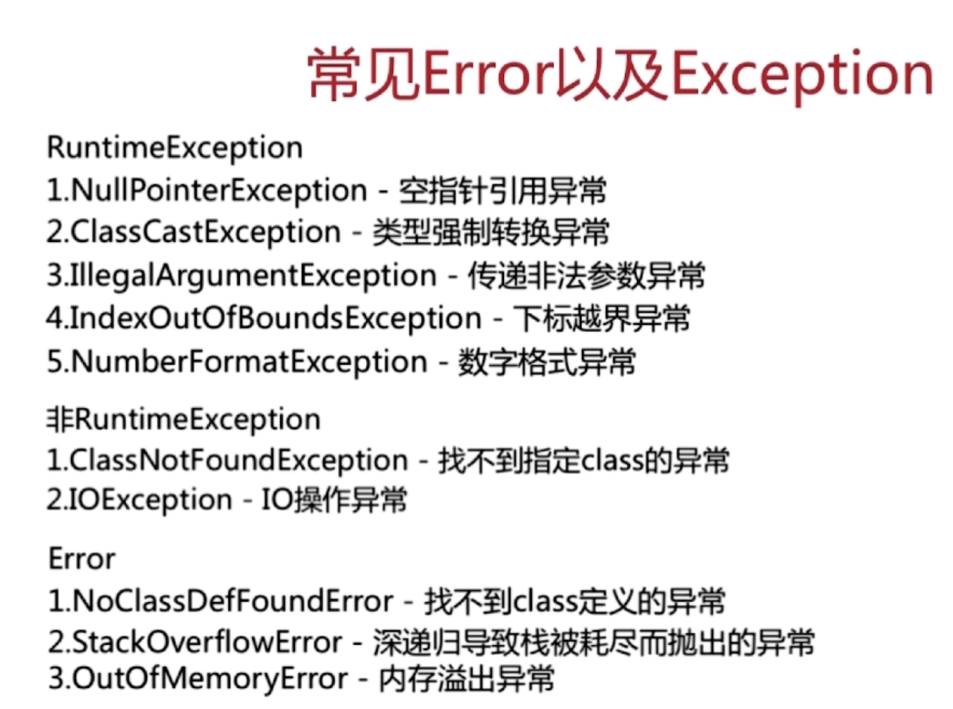 常见Error以及Exception
RuntimeException
1.NullPointerException - 空指针引用异常
2.ClassCastException - 类型强制转换异常
3.IllegalArgumentException - 传递非法参数异常
4.IndexOutOfBoundsException - 下标越界异常
5.NumberFormatException - 数字格式异常
非RuntimeException
1.ClassNotFoundException - 找不到指定class的异常
2.IOException - IO操作异常
Error
1.NoClassDefFoundError - 找不到class定义的异常
2.StackOverflowError - 深递归导致栈被耗尽而抛出的异常
3.OutOfMemoryError - 内存溢出异常